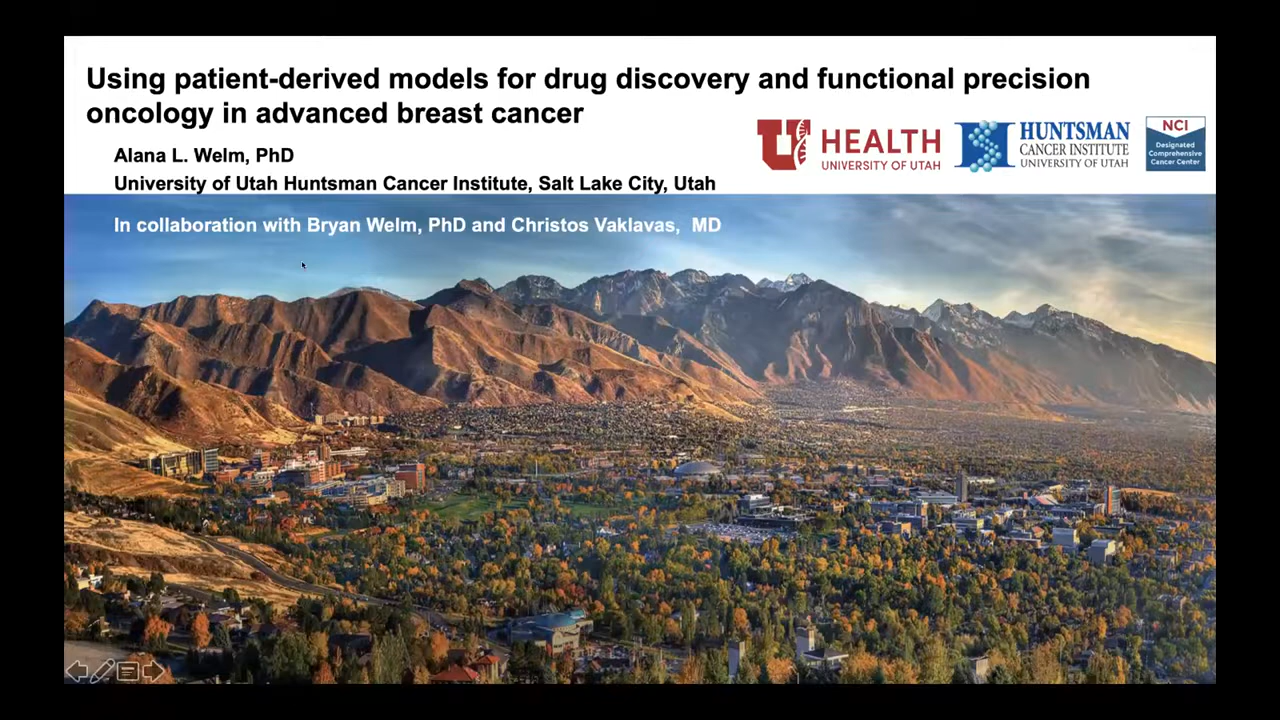 Using patient-derived models for drug discovery and functional precision
oncology in advanced breast cancer
Alana L. Welm, PhD
University of Utah Huntsman Cancer Institute, Salt Lake City, Utah
In collaboration with Bryan Welm, PhD and Christos Vaklavas, MD
U HEALTH
UNIVERSITY OF UTAH
HUNTSMAN
CANCER INSTITUTE
UNIVERSITY OF UTAH
NCI
Designated
Comprehensive
Cancer Center